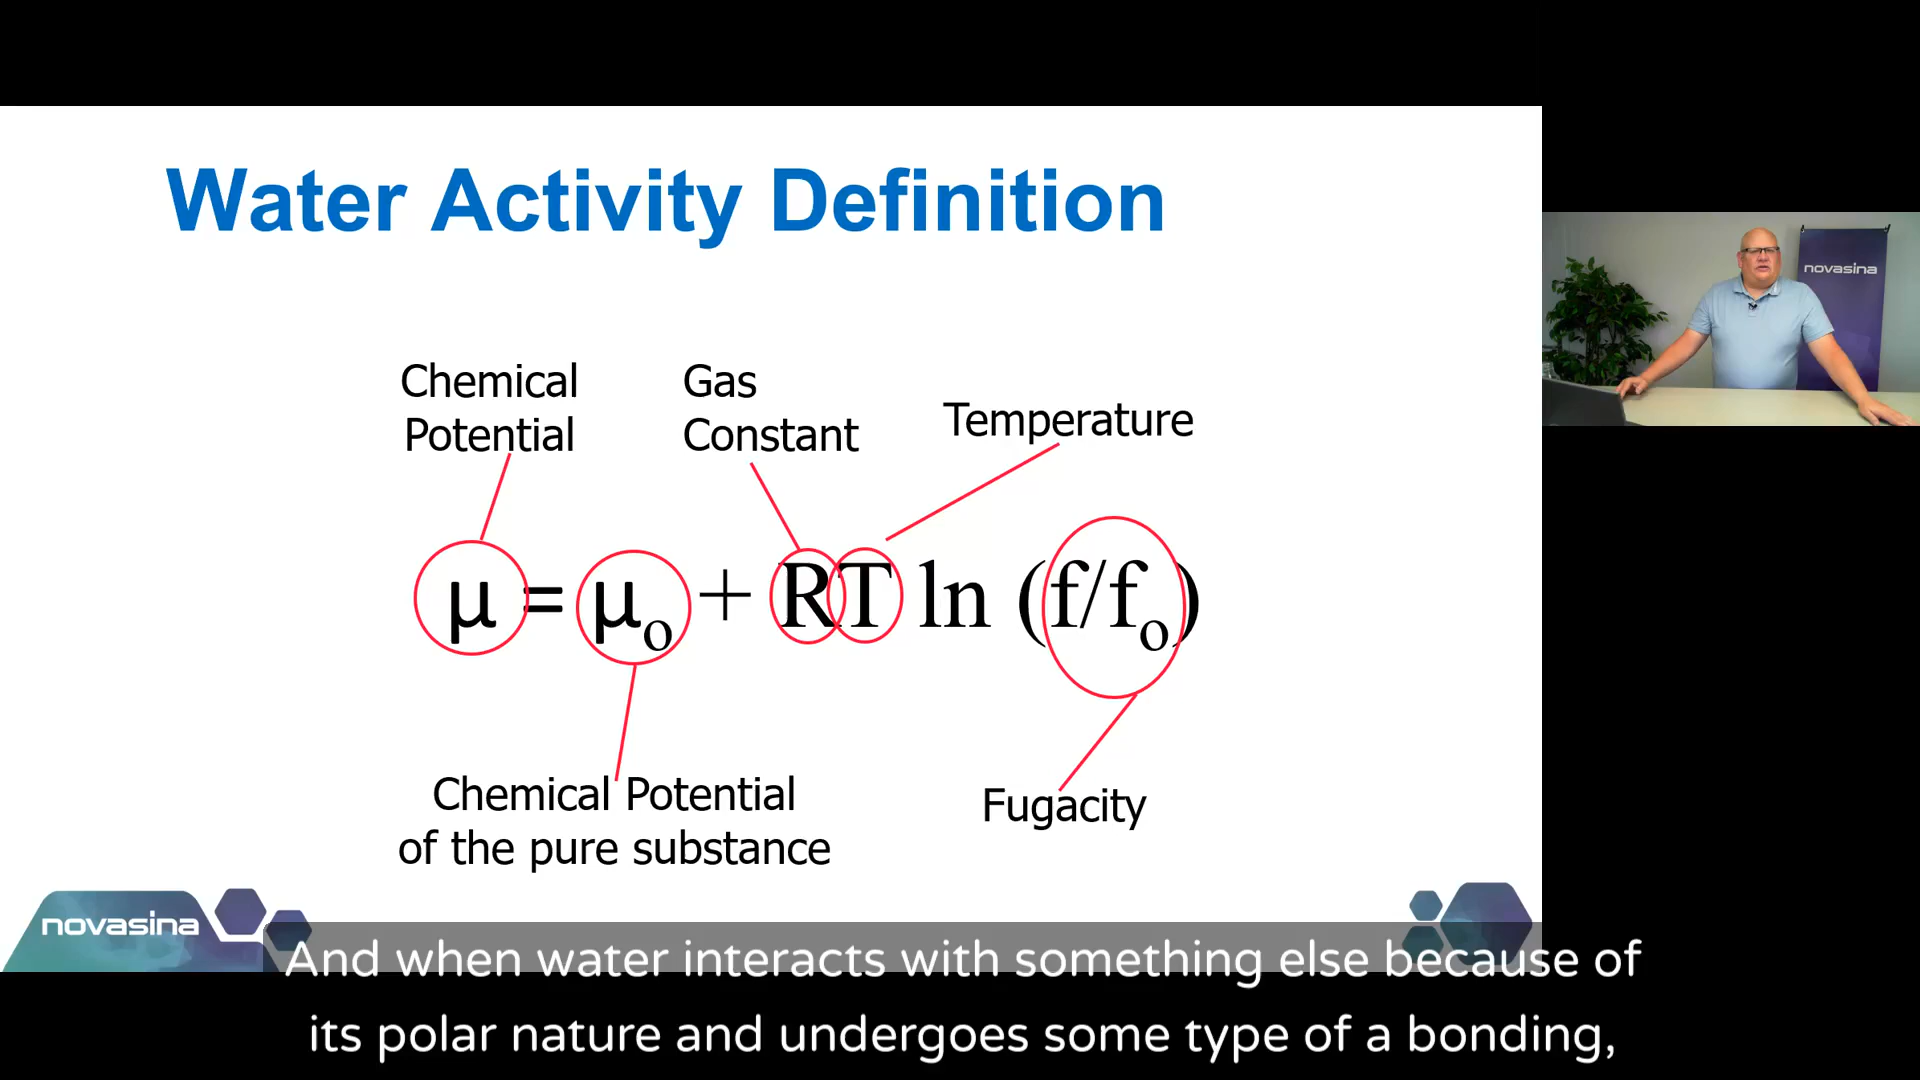 Water Activity Definition
Chemical
Potential
Gas
Constant
Temperature
μ = μo + RT ln (f/fo)
Chemical Potential
of the pure substance
Fugacity
novasina
novasina
And when water interacts with something else because of
its polar nature and undergoes some type of a bonding,